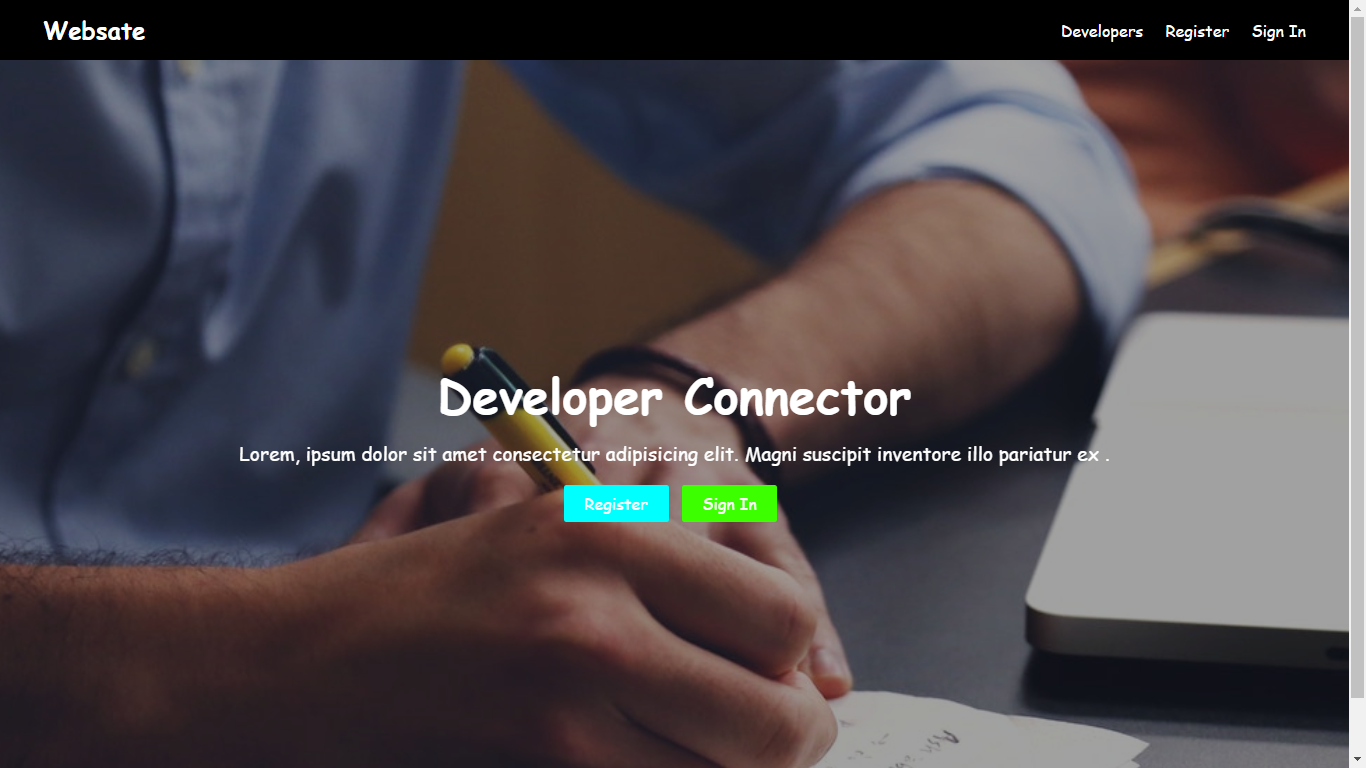 Websate
Developers Register Sign In
Developer Connector
Lorem, ipsum dolor sit amet consectetur adipisicing elit. Magni suscipit inventore illo pariatur ex .
Register Sign In